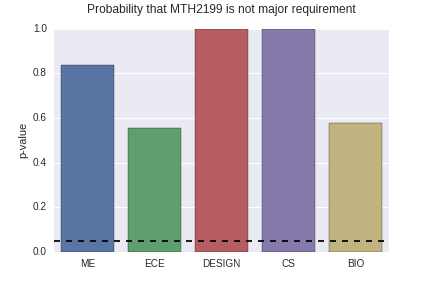 Probability that MTH2199 is not major requirement
p-value
1.0
0.8
0.6
0.4
0.2
0.0
ME ECE DESIGN CS BIO